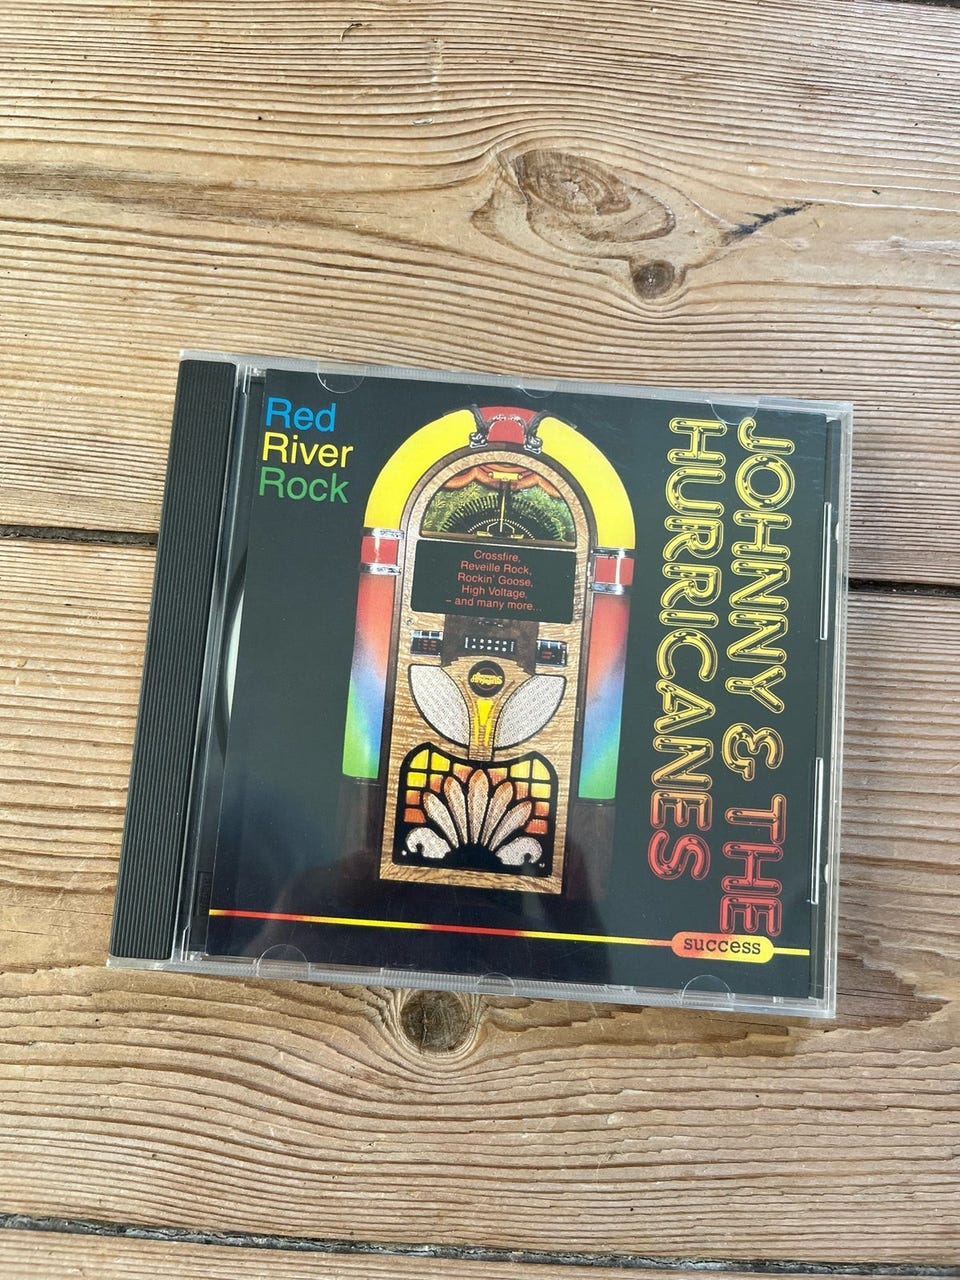 Red
River
Rock
JOHNNY & THE
HURRICANES
Crossfire,
Reveille Rock,
Rockin' Goose,
High Voltage,
– and many more...
success